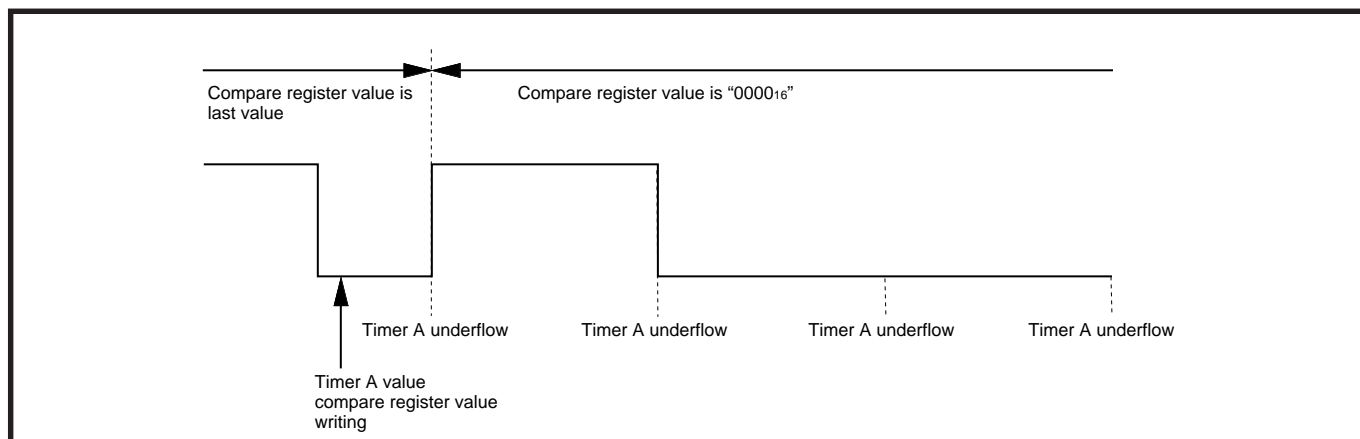 Compare register value is
last value
Compare register value is “0000₁₆”
Timer A underflow
Timer A underflow
Timer A underflow
Timer A underflow
Timer A value
compare register value
writing